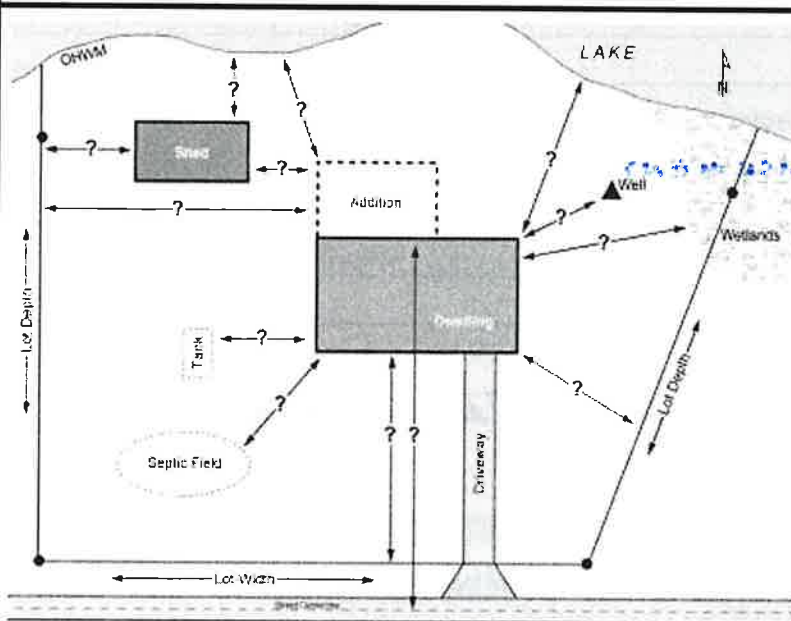 OHWM
LAKE
N
?
?
?
Shed
?
?
?
Well
?
Addition
?
?
Wetlands
Dwelling
Lot Depth
Tank
?
?
Lot Depth
?
?
?
Septic Field
Driveway
Lot Width